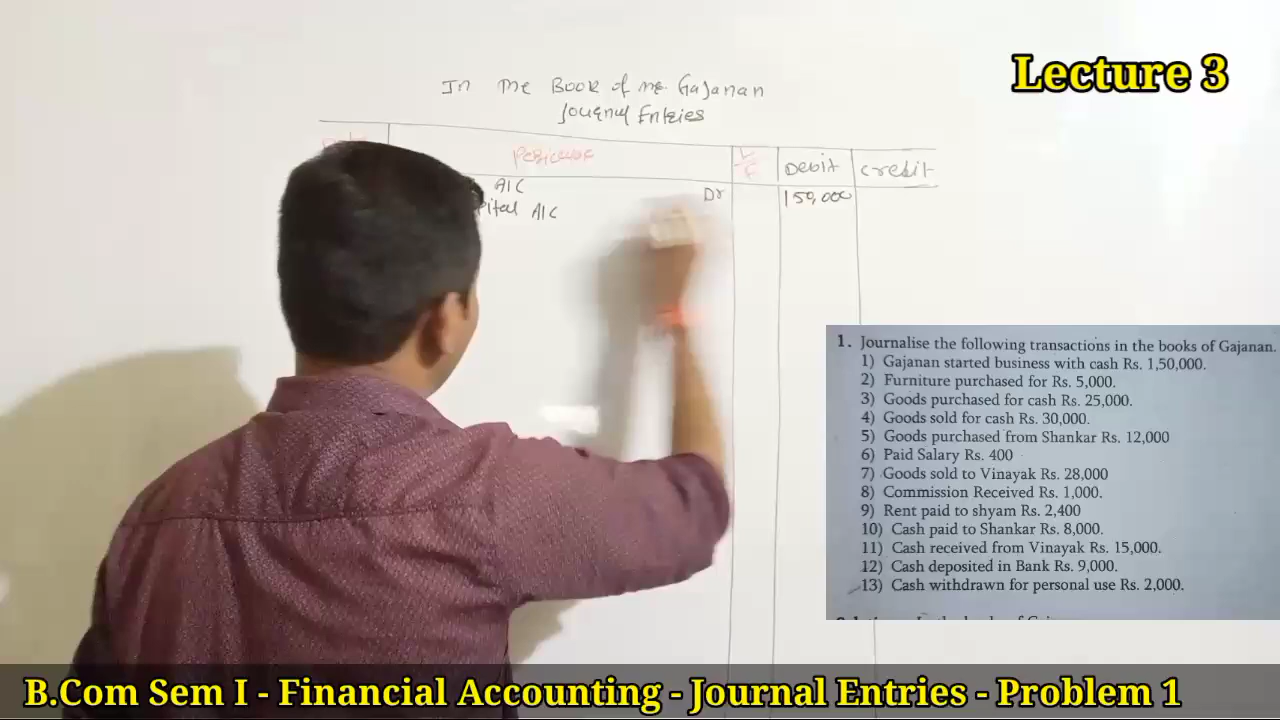 Lecture 3
In The Book of Mr. Gajanan
Journal Entries
L/F Debit credit
A/C Dr 150,000
pital A/C
1. Journalise the following transactions in the books of Gajanan.
1) Gajanan started business with cash Rs. 1,50,000.
2) Furniture purchased for Rs. 5,000.
3) Goods purchased for cash Rs. 25,000.
4) Goods sold for cash Rs. 30,000.
5) Goods purchased from Shankar Rs. 12,000
6) Paid Salary Rs. 400
7) Goods sold to Vinayak Rs. 28,000
8) Commission Received Rs. 1,000.
9) Rent paid to shyam Rs. 2,400
10) Cash paid to Shankar Rs. 8,000.
11) Cash received from Vinayak Rs. 15,000.
12) Cash deposited in Bank Rs. 9,000.
13) Cash withdrawn for personal use Rs. 2,000.
B.Com Sem I - Financial Accounting - Journal Entries - Problem 1